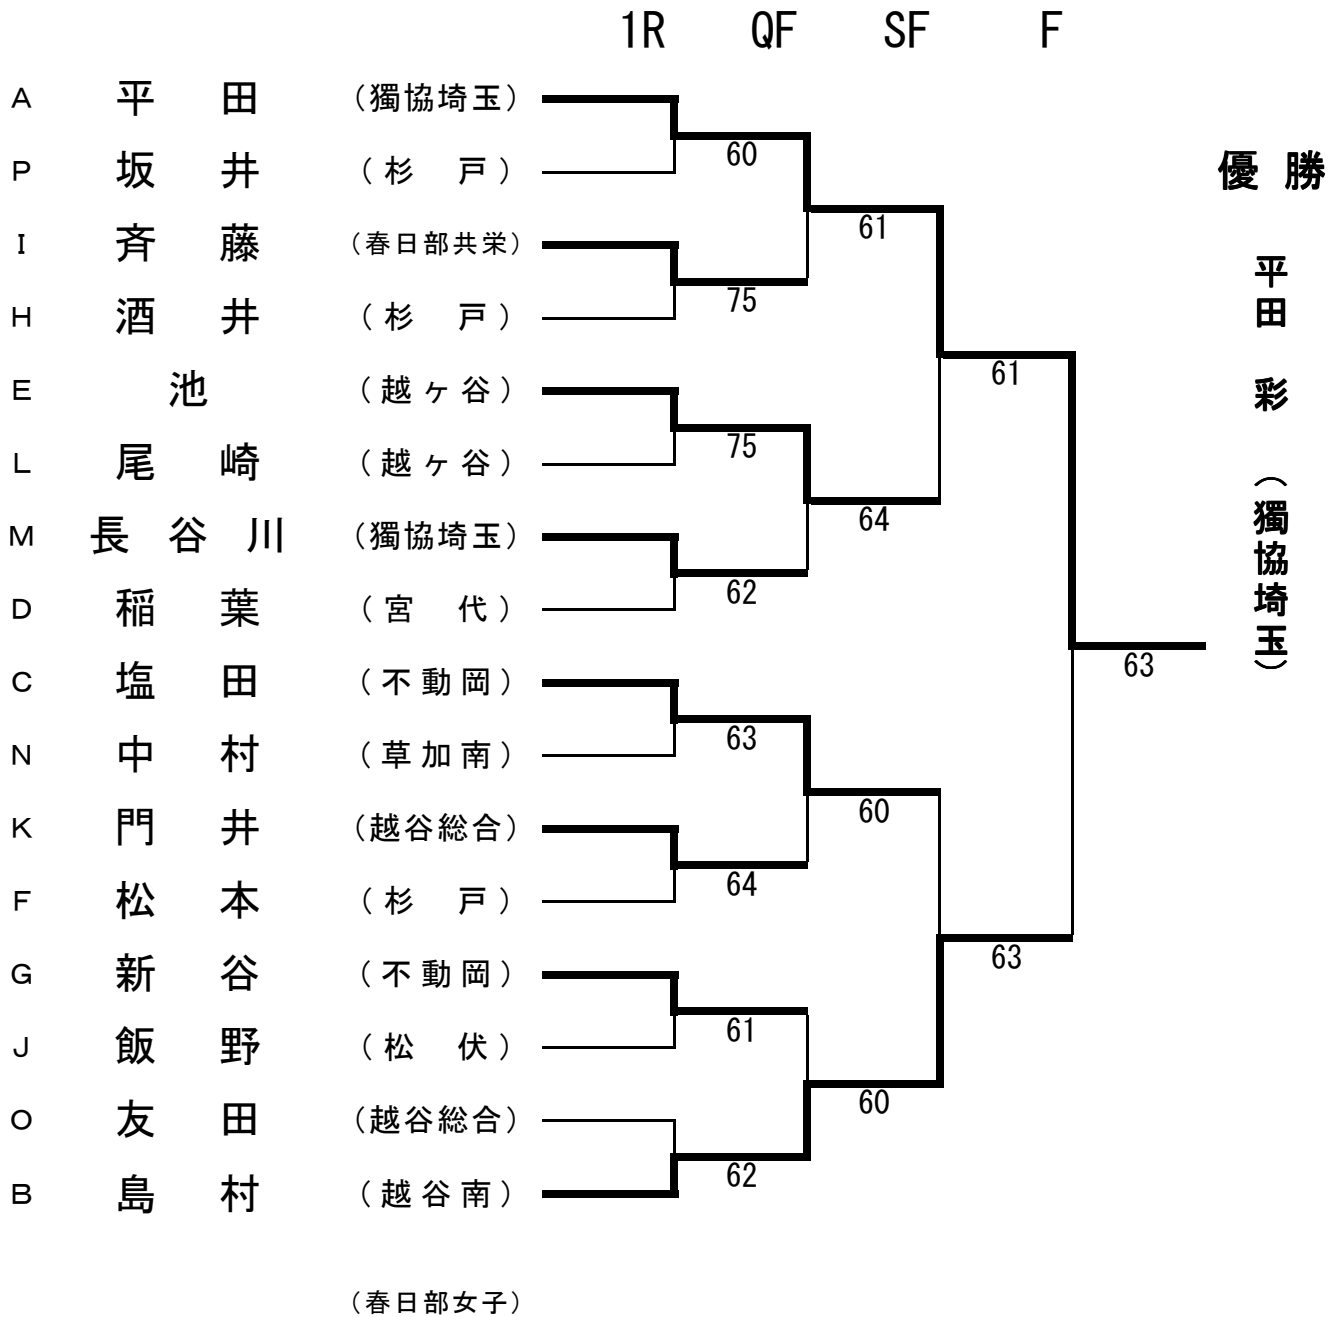 1R QF SF F
A 平田 （獨協埼玉）
60
P 坂井 （杉戸）
61
I 斉藤 （春日部共栄）
75
H 酒井 （杉戸）
61
E 池 （越ヶ谷）
75
L 尾崎 （越ヶ谷）
64
M 長谷川 （獨協埼玉）
62
D 稲葉 （宮代）
63
C 塩田 （不動岡）
63
N 中村 （草加南）
60
K 門井 （越谷総合）
64
F 松本 （杉戸）
63
G 新谷 （不動岡）
61
J 飯野 （松伏）
60
O 友田 （越谷総合）
62
B 島村 （越谷南）
（春日部女子）
優勝
平田 彩 （獨協埼玉）